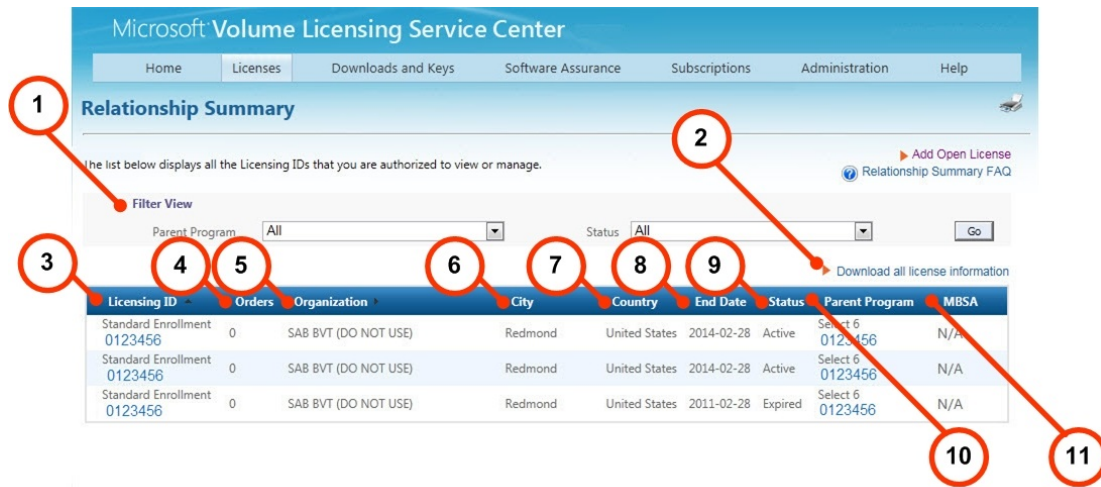 Microsoft Volume Licensing Service Center
Home Licenses Downloads and Keys Software Assurance Subscriptions Administration Help
1
Relationship Summary
2
The list below displays all the Licensing IDs that you are authorized to view or manage.
Add Open License
Relationship Summary FAQ
Filter View
Parent Program All Status All Go
3 4 5 6 7 8 9
Download all license information
Licensing ID Orders Organization City Country End Date Status Parent Program MBSA
Standard Enrollment
0123456 0 SAB BVT (DO NOT USE) Redmond United States 2014-02-28 Active Select 6
0123456 N/A
Standard Enrollment
0123456 0 SAB BVT (DO NOT USE) Redmond United States 2014-02-28 Active Select 6
0123456 N/A
Standard Enrollment
0123456 0 SAB BVT (DO NOT USE) Redmond United States 2011-02-28 Expired Select 6
0123456 N/A
10 11